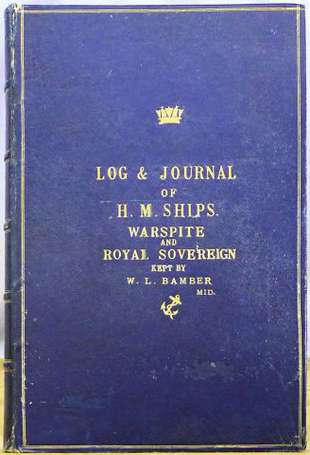 LOG & JOURNAL
OF
H. M. SHIPS.
WARSPITE
AND
ROYAL SOVEREIGN
KEPT BY
W. L. BAMBER
MID.